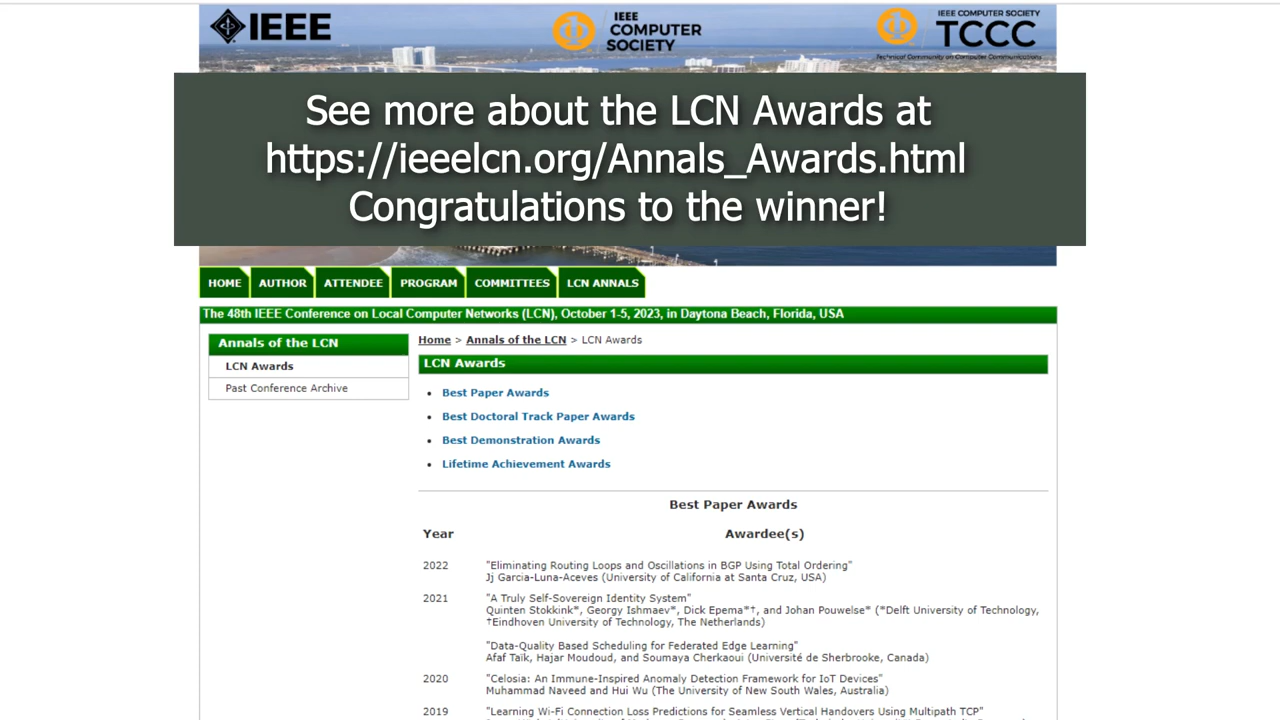 IEEE
IEEE
COMPUTER
SOCIETY
IEEE COMPUTER SOCIETY
TCCC
Technical Community on Computer Communications
See more about the LCN Awards at
https://ieeelcn.org/Annals_Awards.html
Congratulations to the winner!
HOME AUTHOR ATTENDEE PROGRAM COMMITTEES LCN ANNALS
The 48th IEEE Conference on Local Computer Networks (LCN), October 1-5, 2023, in Daytona Beach, Florida, USA
Annals of the LCN
LCN Awards
Past Conference Archive
Home > Annals of the LCN > LCN Awards
LCN Awards
• Best Paper Awards
• Best Doctoral Track Paper Awards
• Best Demonstration Awards
• Lifetime Achievement Awards
Best Paper Awards
Year Awardee(s)
2022 "Eliminating Routing Loops and Oscillations in BGP Using Total Ordering"
Jj Garcia-Luna-Aceves (University of California at Santa Cruz, USA)
2021 "A Truly Self-Sovereign Identity System"
Quinten Stokkink*, Georgy Ishmaev*, Dick Epema*†, and Johan Pouwelse* (*Delft University of Technology,
†Eindhoven University of Technology, The Netherlands)
"Data-Quality Based Scheduling for Federated Edge Learning"
Afaf Taïk, Hajar Moudoud, and Soumaya Cherkaoui (Université de Sherbrooke, Canada)
2020 "Celosia: An Immune-Inspired Anomaly Detection Framework for IoT Devices"
Muhammad Naveed and Hui Wu (The University of New South Wales, Australia)
2019 "Learning Wi-Fi Connection Loss Predictions for Seamless Vertical Handovers Using Multipath TCP"